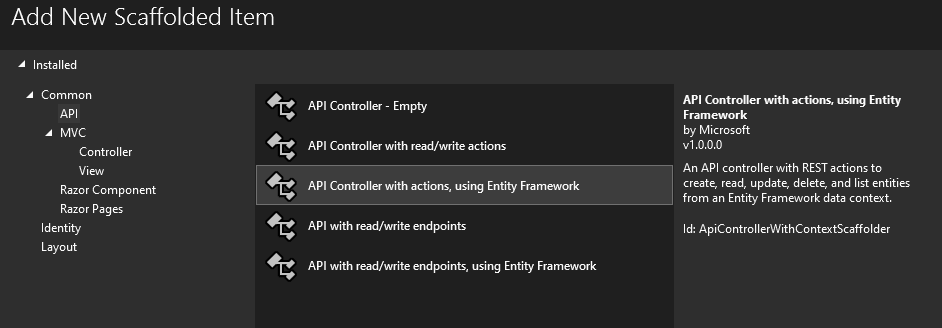 Add New Scaffolded Item
Installed
Common
API
MVC
Controller
View
Razor Component
Razor Pages
Identity
Layout
API Controller - Empty
API Controller with read/write actions
API Controller with actions, using Entity Framework
API with read/write endpoints
API with read/write endpoints, using Entity Framework
API Controller with actions, using Entity
Framework
by Microsoft
v1.0.0.0
An API controller with REST actions to
create, read, update, delete, and list entities
from an Entity Framework data context.
Id: ApiControllerWithContextScaffolder